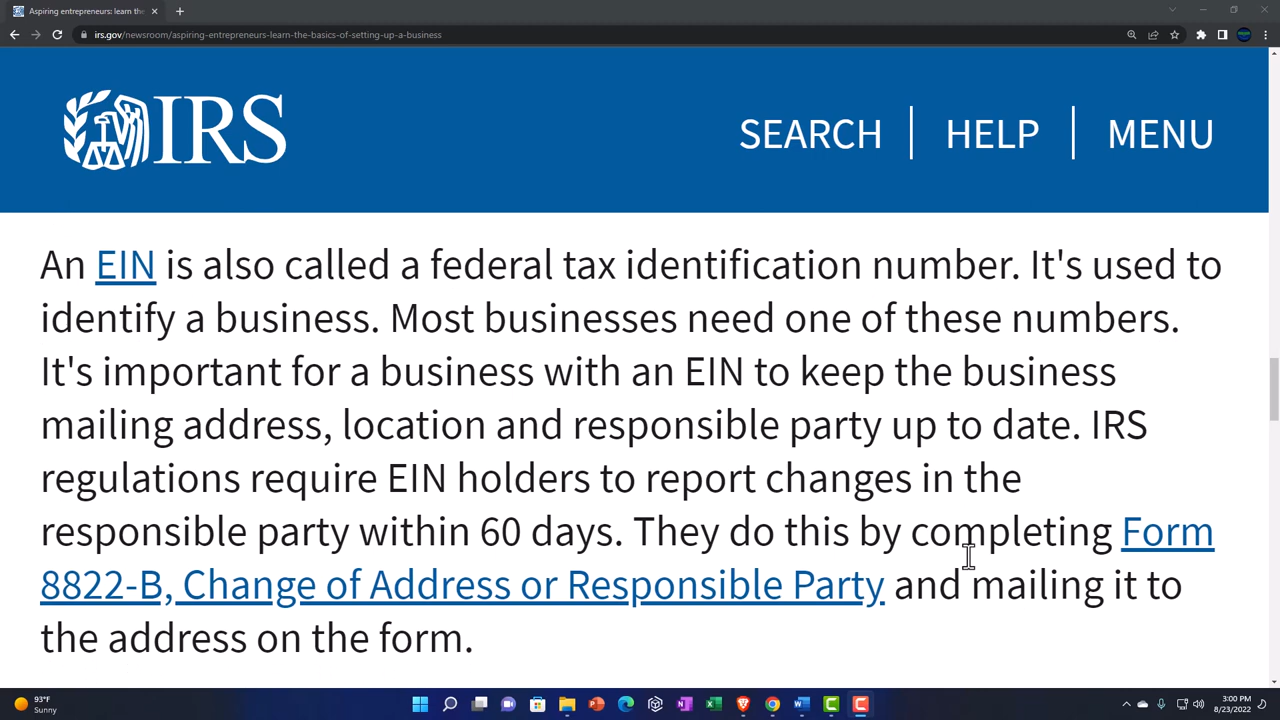 Aspiring entrepreneurs: learn the
irs.gov/newsroom/aspiring-entrepreneurs-learn-the-basics-of-setting-up-a-business
IRS
SEARCH
HELP
MENU
An EIN is also called a federal tax identification number. It's used to
identify a business. Most businesses need one of these numbers.
It's important for a business with an EIN to keep the business
mailing address, location and responsible party up to date. IRS
regulations require EIN holders to report changes in the
responsible party within 60 days. They do this by completing Form
8822-B, Change of Address or Responsible Party and mailing it to
the address on the form.
93°F
Sunny
3:00 PM
8/23/2022